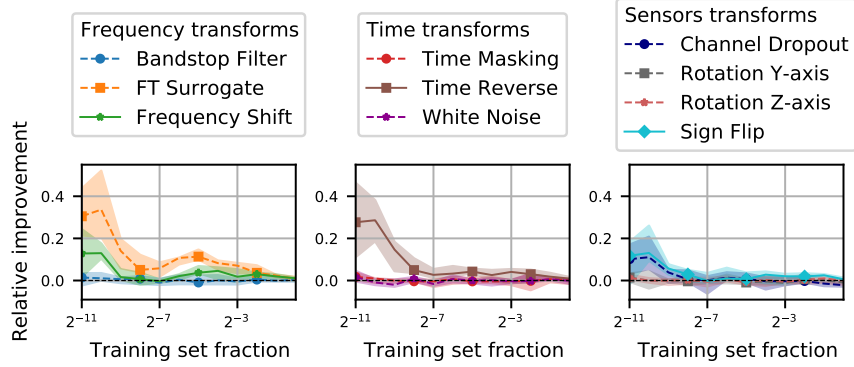 Frequency transforms
Bandstop Filter
FT Surrogate
Frequency Shift
Time transforms
Time Masking
Time Reverse
White Noise
Sensors transforms
Channel Dropout
Rotation Y-axis
Rotation Z-axis
Sign Flip
Relative improvement
0.4
0.2
0.0
2^-11 2^-7 2^-3
Training set fraction
0.4
0.2
0.0
2^-11 2^-7 2^-3
Training set fraction
0.4
0.2
0.0
2^-11 2^-7 2^-3
Training set fraction